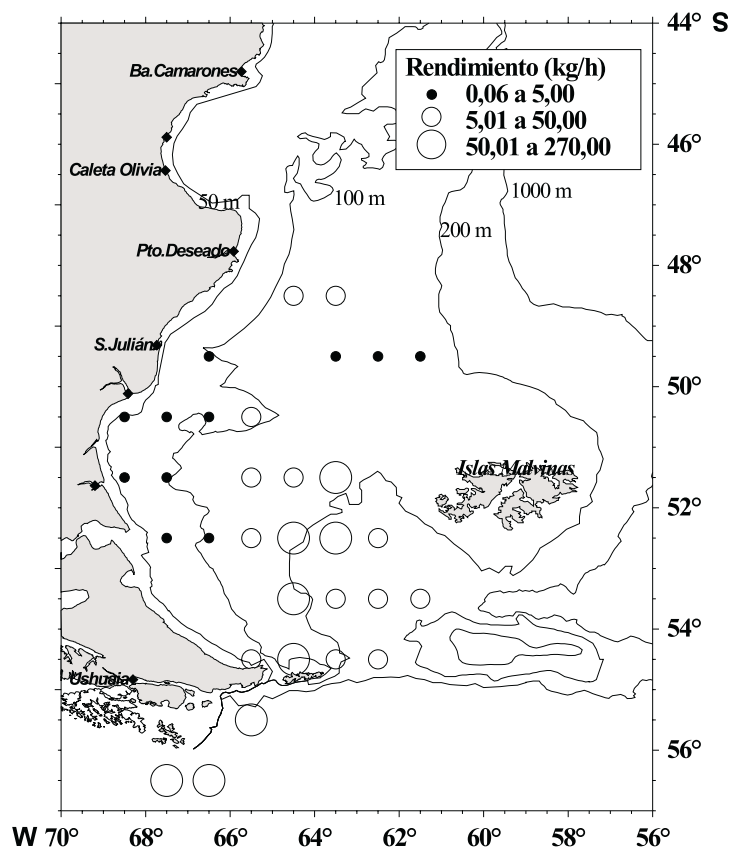 44° S
Ba.Camarones
Rendimiento (kg/h)
0,06 a 5,00
5,01 a 50,00
50,01 a 270,00
46°
Caleta Olivia
50 m
100 m
1000 m
200 m
Pto.Deseado
48°
S.Julián
50°
Islas Malvinas
52°
54°
Ushuaia
56°
W 70° 68° 66° 64° 62° 60° 58° 56°